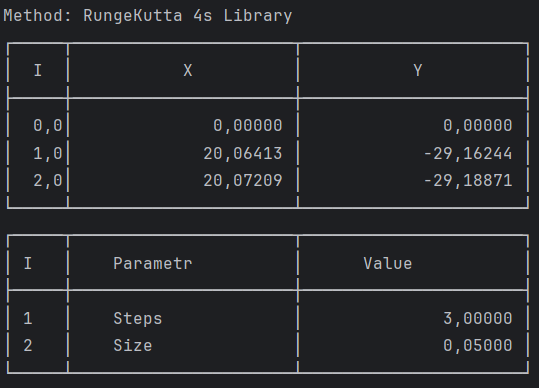 Method: RungeKutta 4s Library
I X Y
0,0 0,00000 0,00000
1,0 20,06413 -29,16244
2,0 20,07209 -29,18871
I Parametr Value
1 Steps 3,00000
2 Size 0,05000